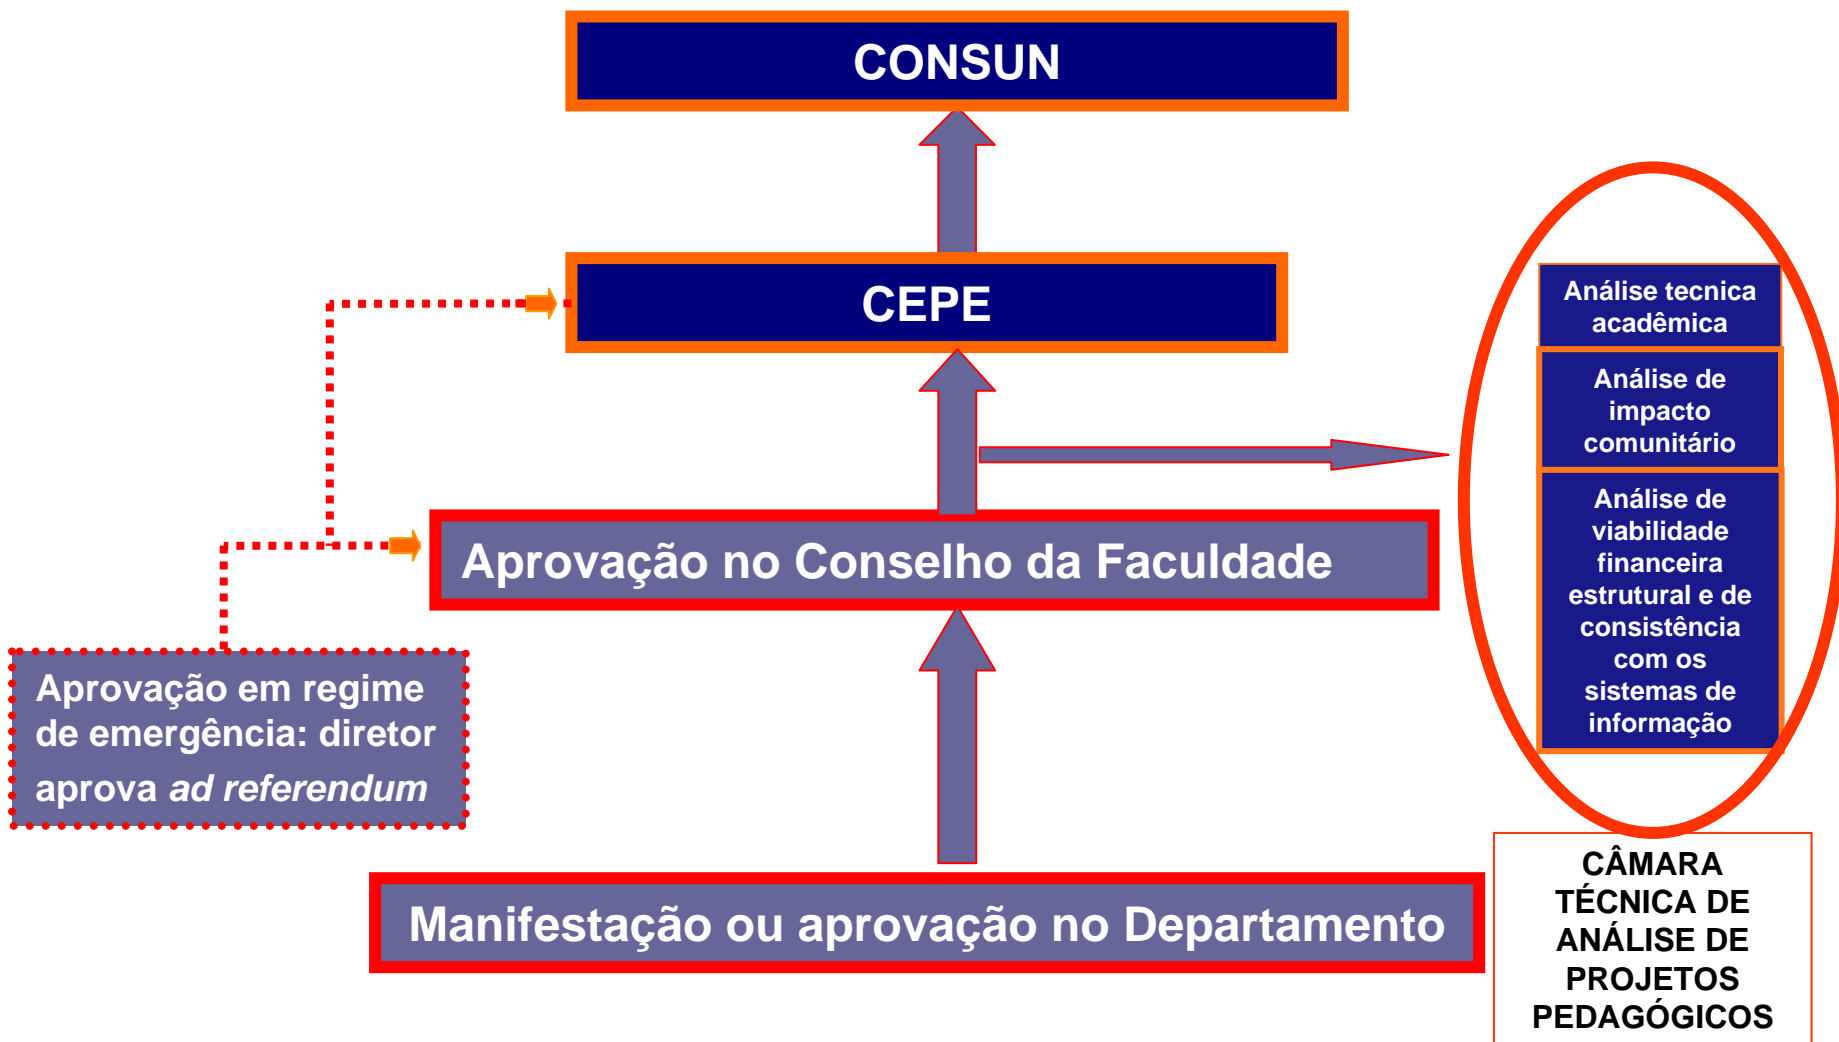 CONSUN
CEPE
Análise tecnica
acadêmica
Análise de
impacto
comunitário
Análise de
viabilidade
financeira
estrutural e de
consistência
com os
sistemas de
informação
Aprovação no Conselho da Faculdade
Aprovação em regime
de emergência: diretor
aprova ad referendum
Manifestação ou aprovação no Departamento
CÂMARA
TÉCNICA DE
ANÁLISE DE
PROJETOS
PEDAGÓGICOS